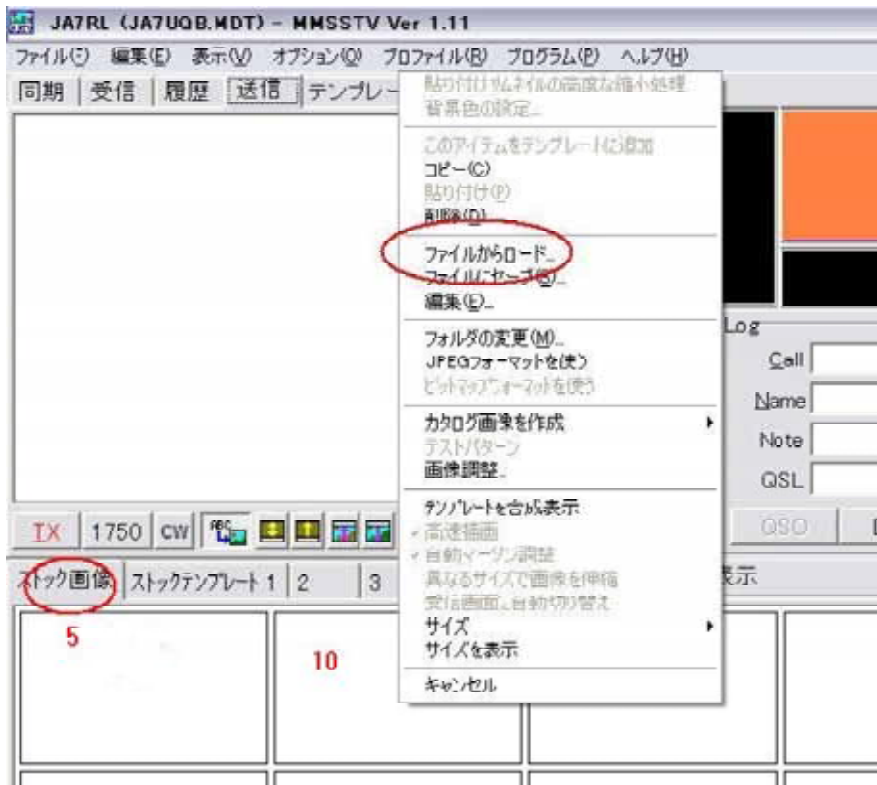 JA7RL (JA7UQB.MDT) - MMSSTV Ver 1.11
ファイル(F) 編集(E) 表示(V) オプション(O) プロファイル(R) プログラム(P) ヘルプ(H)
同期 受信 履歴 送信 テンプレー
貼り付けサムネイルの高度な縮小処理
背景色の設定...
このアイテムをテンプレートに追加
コピー(C)
貼り付け(P)
削除(D)
ファイルからロード...
ファイルにセーブ(S)...
編集(E)...
フォルダの変更(M)...
JPEGフォーマットを使う
ビットマップフォーマットを使う
カタログ画像を作成
テストパターン
画像調整...
テンプレートを合成表示
高速描画
自動マージン調整
異なるサイズで画像を伸縮
受信画面へ自動切り替え
サイズ
サイズを表示
キャンセル
Log
Call
Name
Note
QSL
TX 1750 CW ABC QSO
ストック画像 ストックテンプレート 1 2 3 表示
5
10